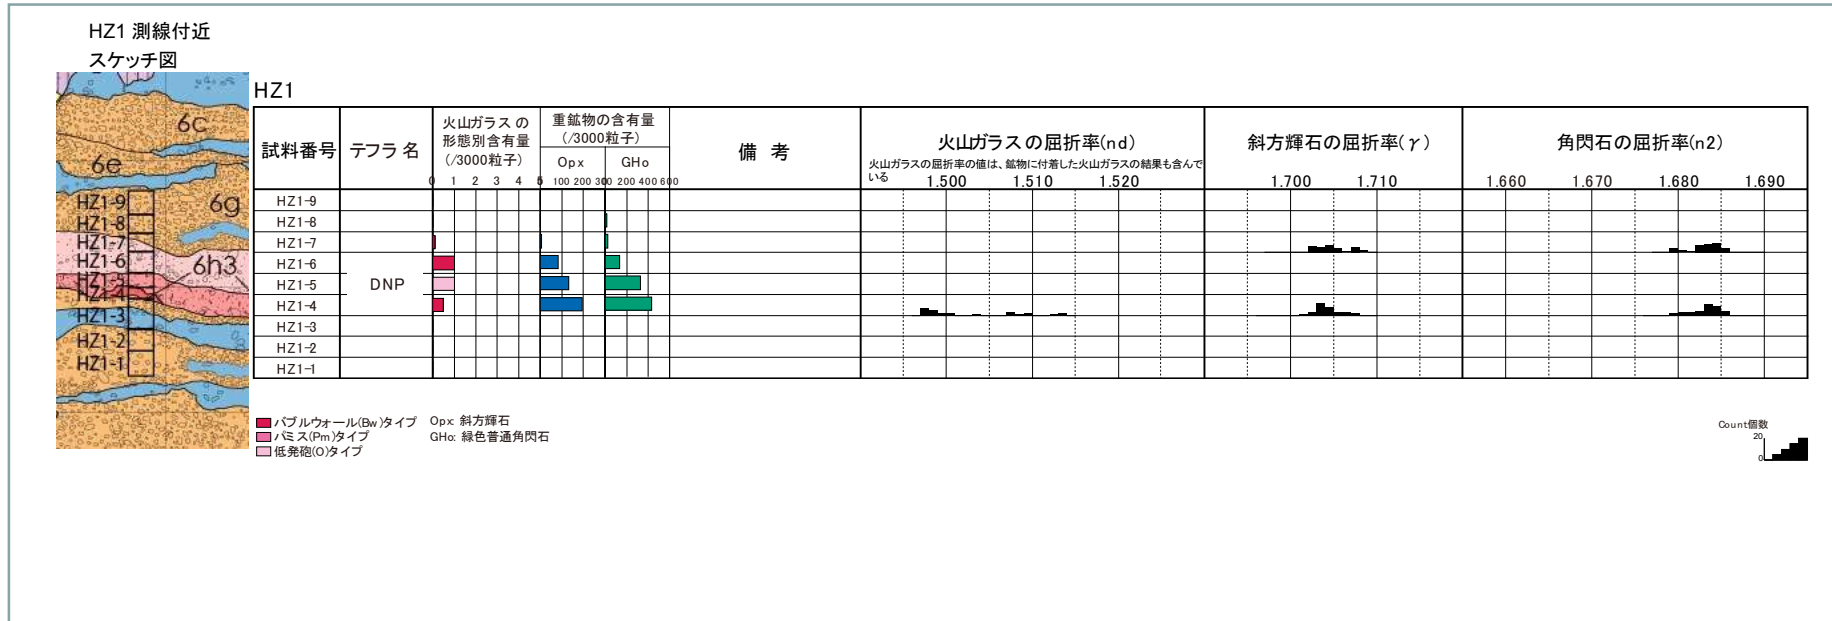 HZ1 測線付近
スケッチ図
6c
6e
6g
6h3
HZ1-9
HZ1-8
HZ1-7
HZ1-6
HZ1-5
HZ1-3
HZ1-2
HZ1-1
HZ1
試料番号
テフラ名
火山ガラスの
形態別含有量
(/3000粒子)
0 1 2 3 4 5
重鉱物の含有量
(/3000粒子)
Opx GHo
0 100 200 300 0 200 400 600
備 考
火山ガラスの屈折率(nd)
火山ガラスの屈折率の値は、鉱物に付着した火山ガラスの結果も含んで
いる
1.500 1.510 1.520
斜方輝石の屈折率(γ)
1.700 1.710
角閃石の屈折率(n2)
1.660 1.670 1.680 1.690
HZ1-9
HZ1-8
HZ1-7
HZ1-6
HZ1-5 DNP
HZ1-4
HZ1-3
HZ1-2
HZ1-1
バブルウォール(Bw)タイプ Opx: 斜方輝石
パミス(Pm)タイプ GHo: 緑色普通角閃石
低発砲(O)タイプ
Count個数
20
0